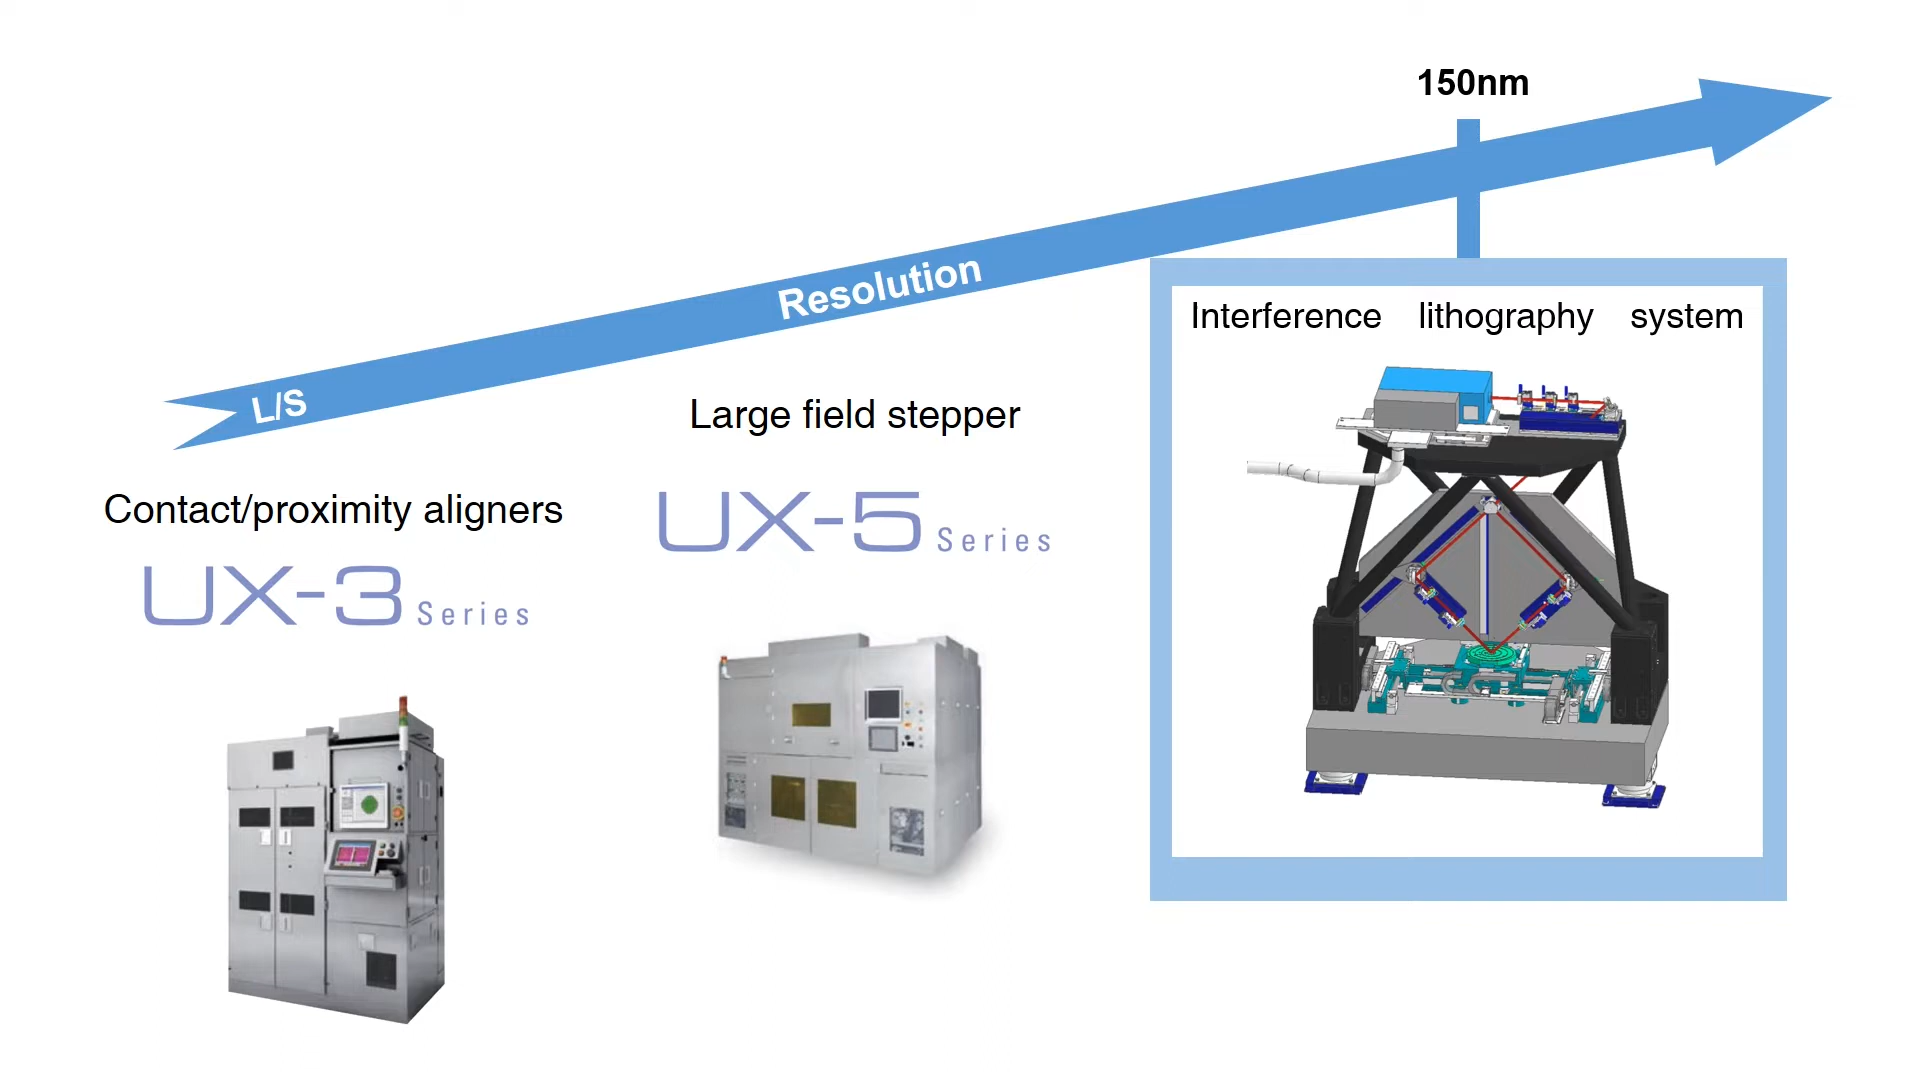 150nm
Resolution
L/S
Interference lithography system
Large field stepper
UX-5 Series
Contact/proximity aligners
UX-3 Series